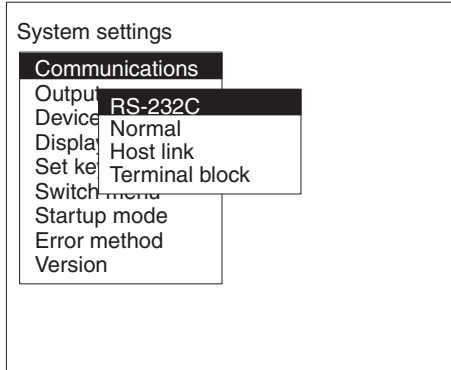 System settings
Communications
Output
Device
Display
Set key
Switch menu
Startup mode
Error method
Version
RS-232C
Normal
Host link
Terminal block